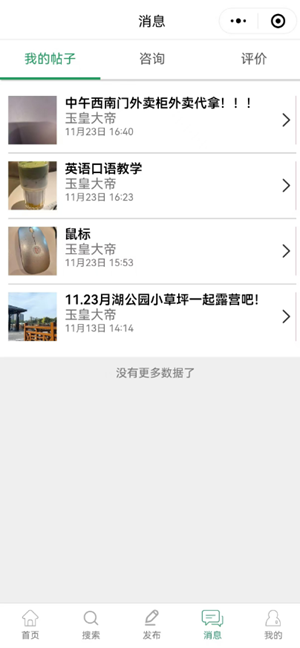 消息
我的帖子
咨询
评价
中午西南门外卖柜外卖代拿！！！
玉皇大帝
11月23日 16:40
英语口语教学
玉皇大帝
11月23日 16:23
鼠标
玉皇大帝
11月23日 15:53
11.23月湖公园小草坪一起露营吧！
玉皇大帝
11月13日 14:14
没有更多数据了
首页
搜索
发布
消息
我的